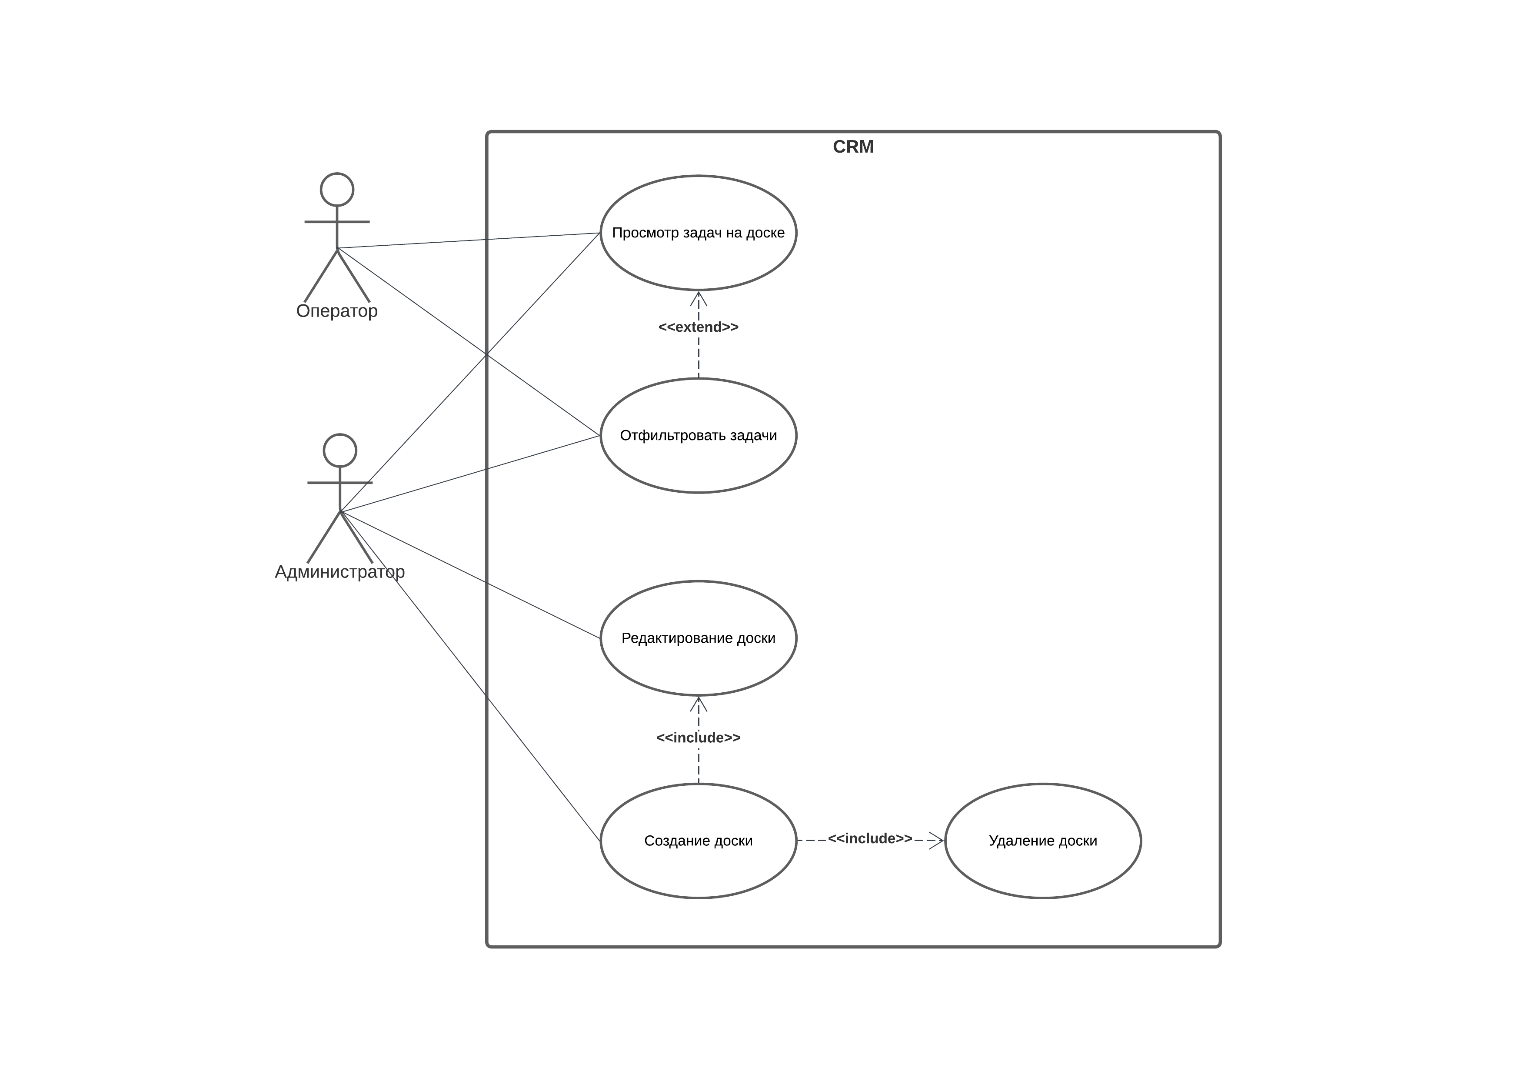 CRM
Оператор
Просмотр задач на доске
<<extend>>
Отфильтровать задачи
Администратор
Редактирование доски
<<include>>
Создание доски
<<include>>
Удаление доски